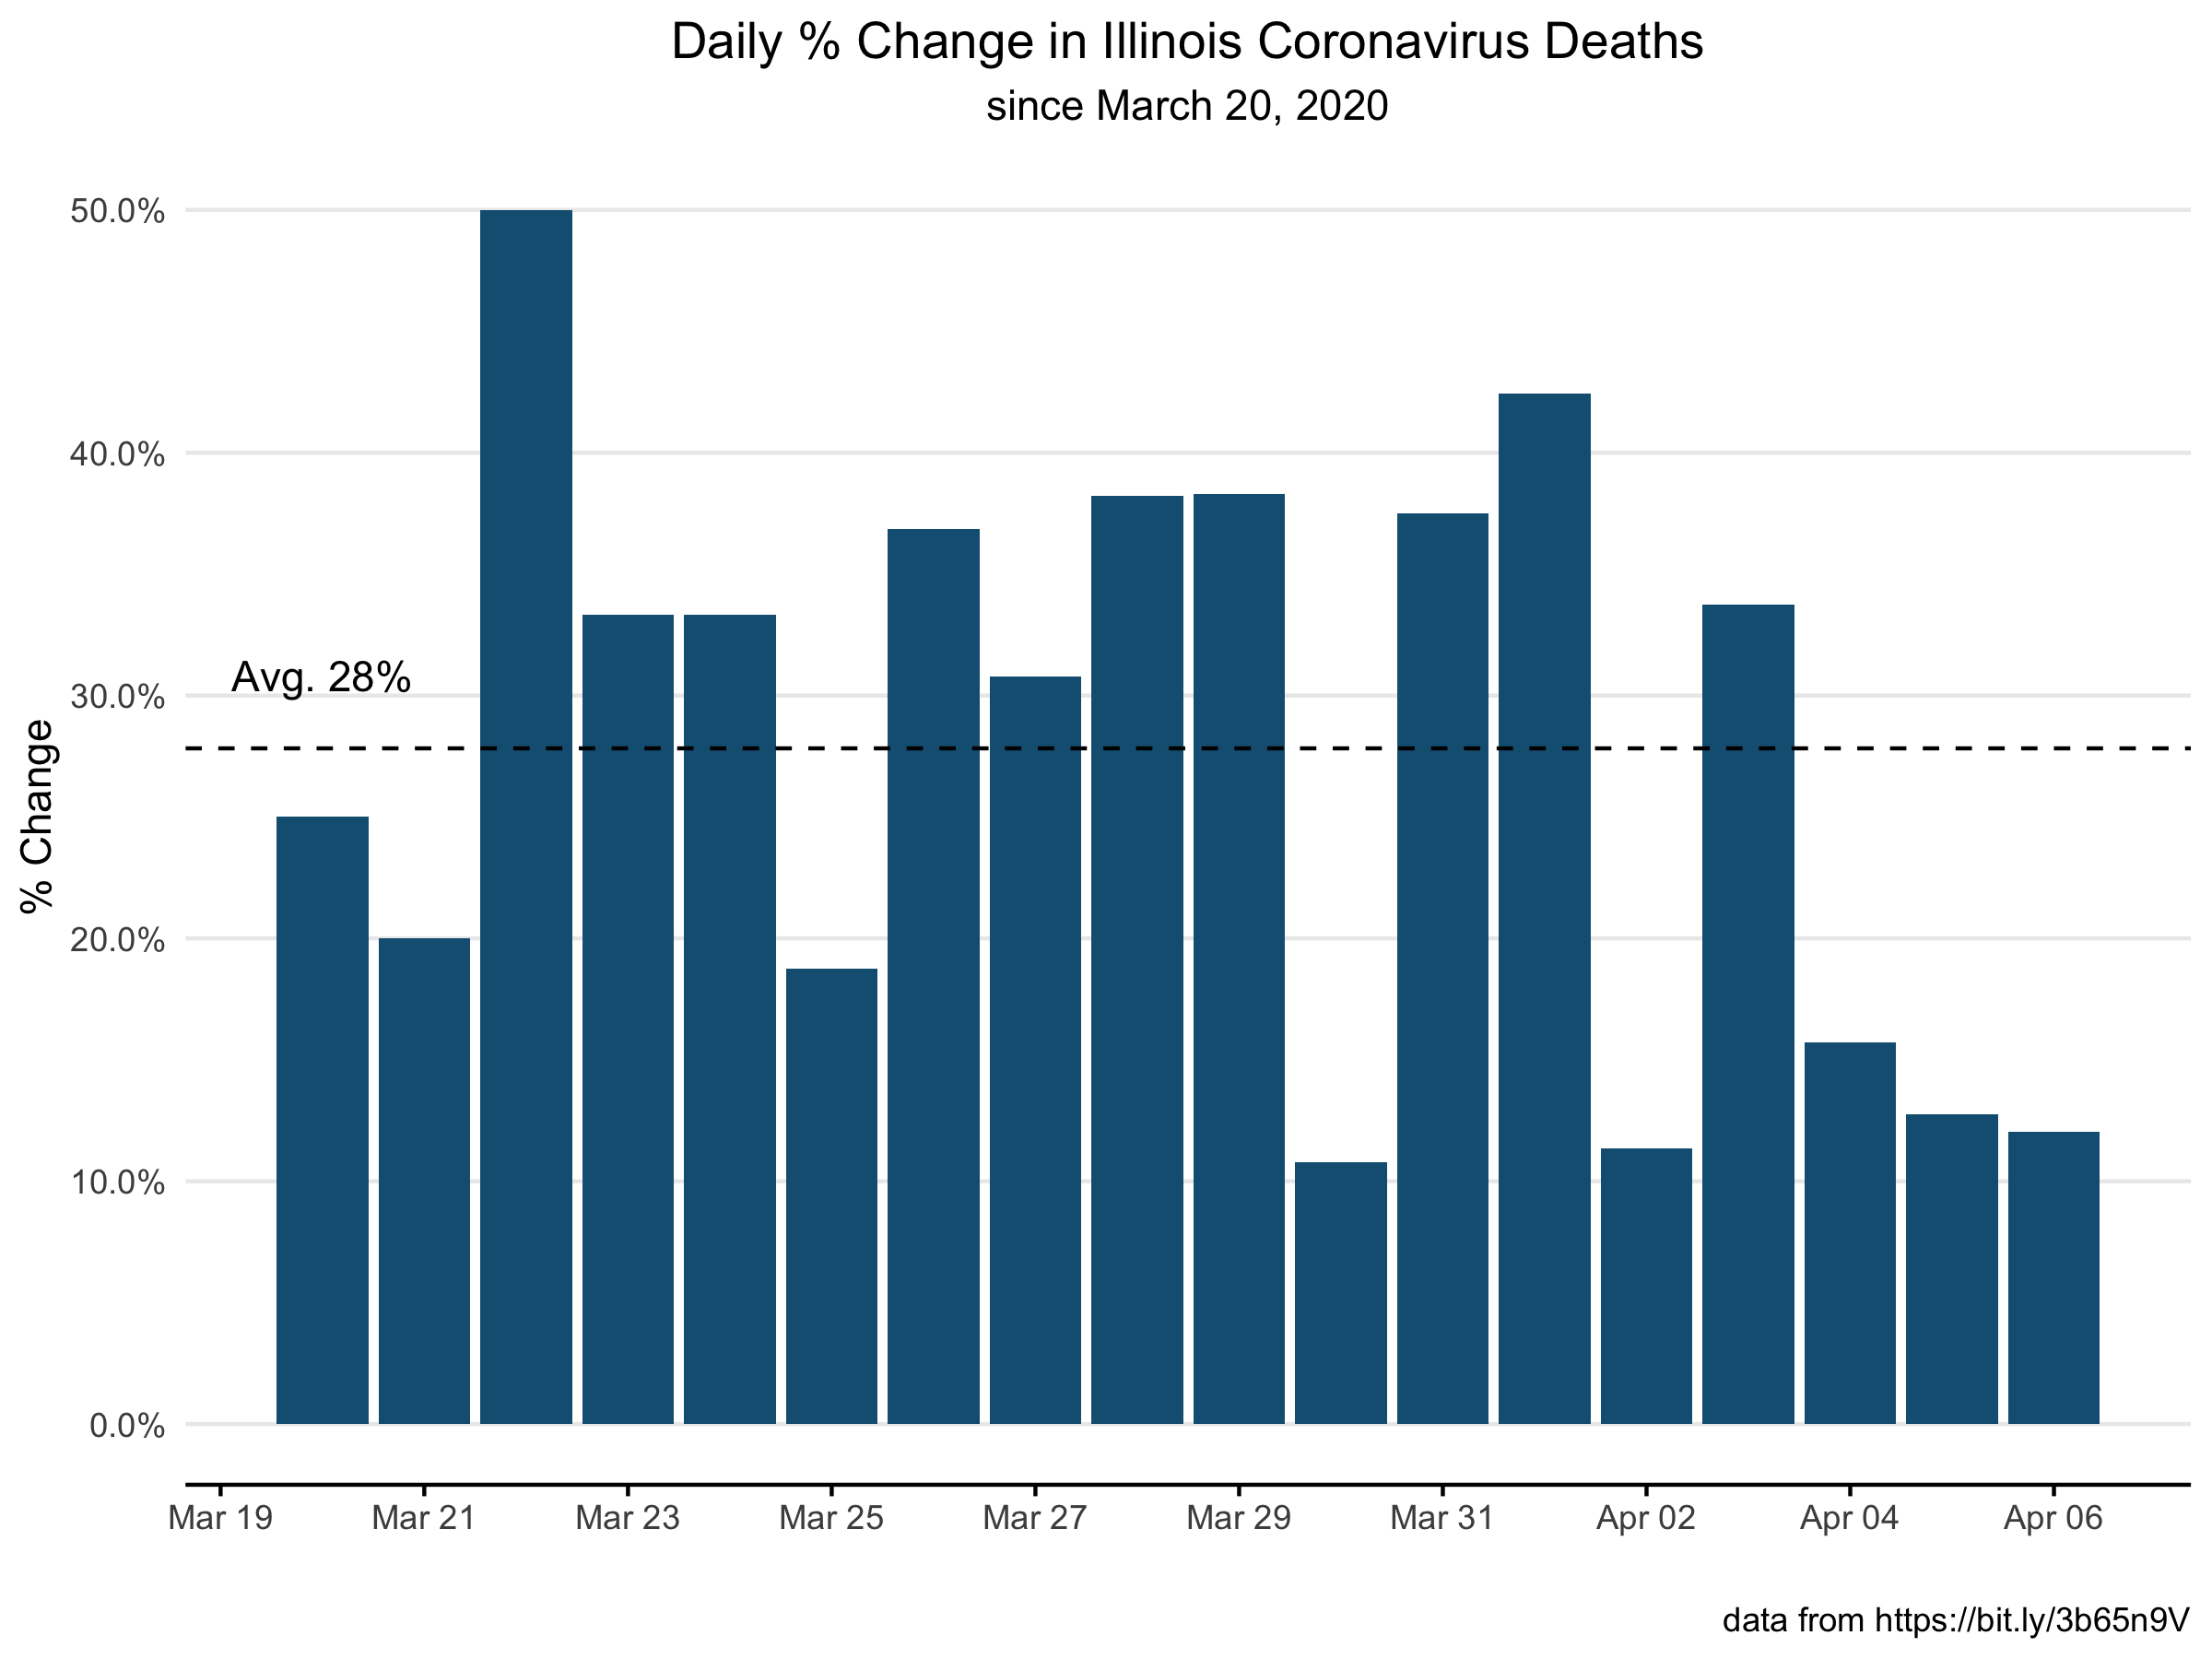 Daily % Change in Illinois Coronavirus Deaths
since March 20, 2020
50.0%
40.0%
Avg. 28%
30.0%
% Change
20.0%
10.0%
0.0%
Mar 19 Mar 21 Mar 23 Mar 25 Mar 27 Mar 29 Mar 31 Apr 02 Apr 04 Apr 06
data from https://bit.ly/3b65n9V